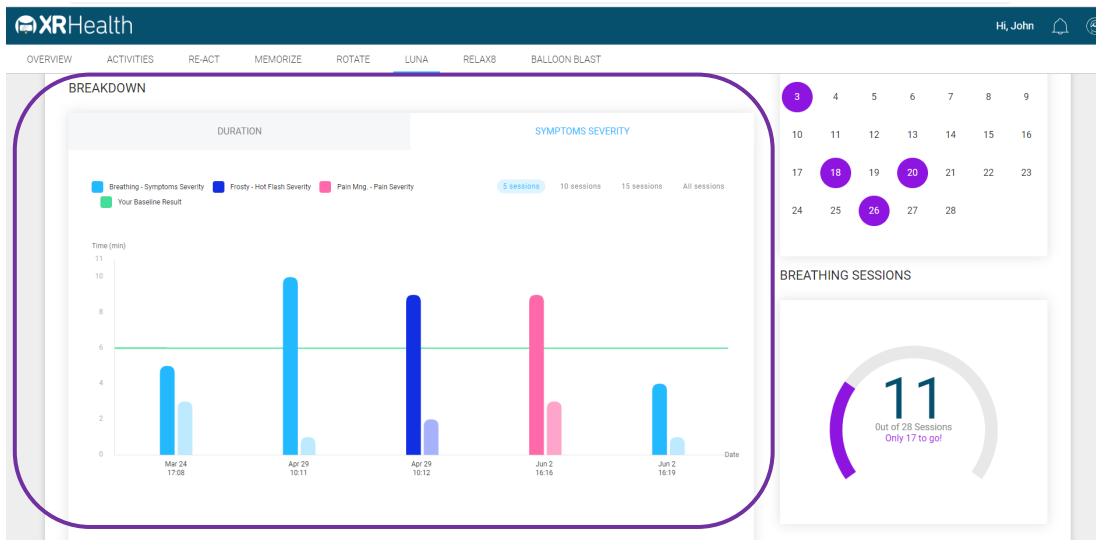 XRHealth
Hi, John
OVERVIEW ACTIVITIES RE-ACT MEMORIZE ROTATE LUNA RELAX8 BALLOON BLAST
BREAKDOWN
DURATION SYMPTOMS SEVERITY
Breathing - Symptoms Severity Frosty - Hot Flash Severity Pain Mng. - Pain Severity
Your Baseline Result
5 sessions 10 sessions 15 sessions All sessions
Time (min)
11
10
8
6
4
2
0
Mar 24 Apr 29 Apr 29 Jun 2 Jun 2 Date
17:08 10:11 10:12 16:16 16:19
3 4 5 6 7 8 9
10 11 12 13 14 15 16
17 18 19 20 21 22 23
24 25 26 27 28
BREATHING SESSIONS
11
Out of 28 Sessions
Only 17 to go!